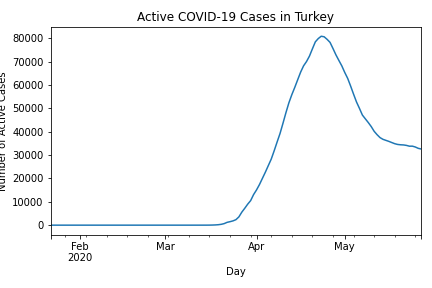 Active COVID-19 Cases in Turkey
Number of Active Cases
80000
70000
60000
50000
40000
30000
20000
10000
0
Feb
2020
Mar
Apr
May
Day